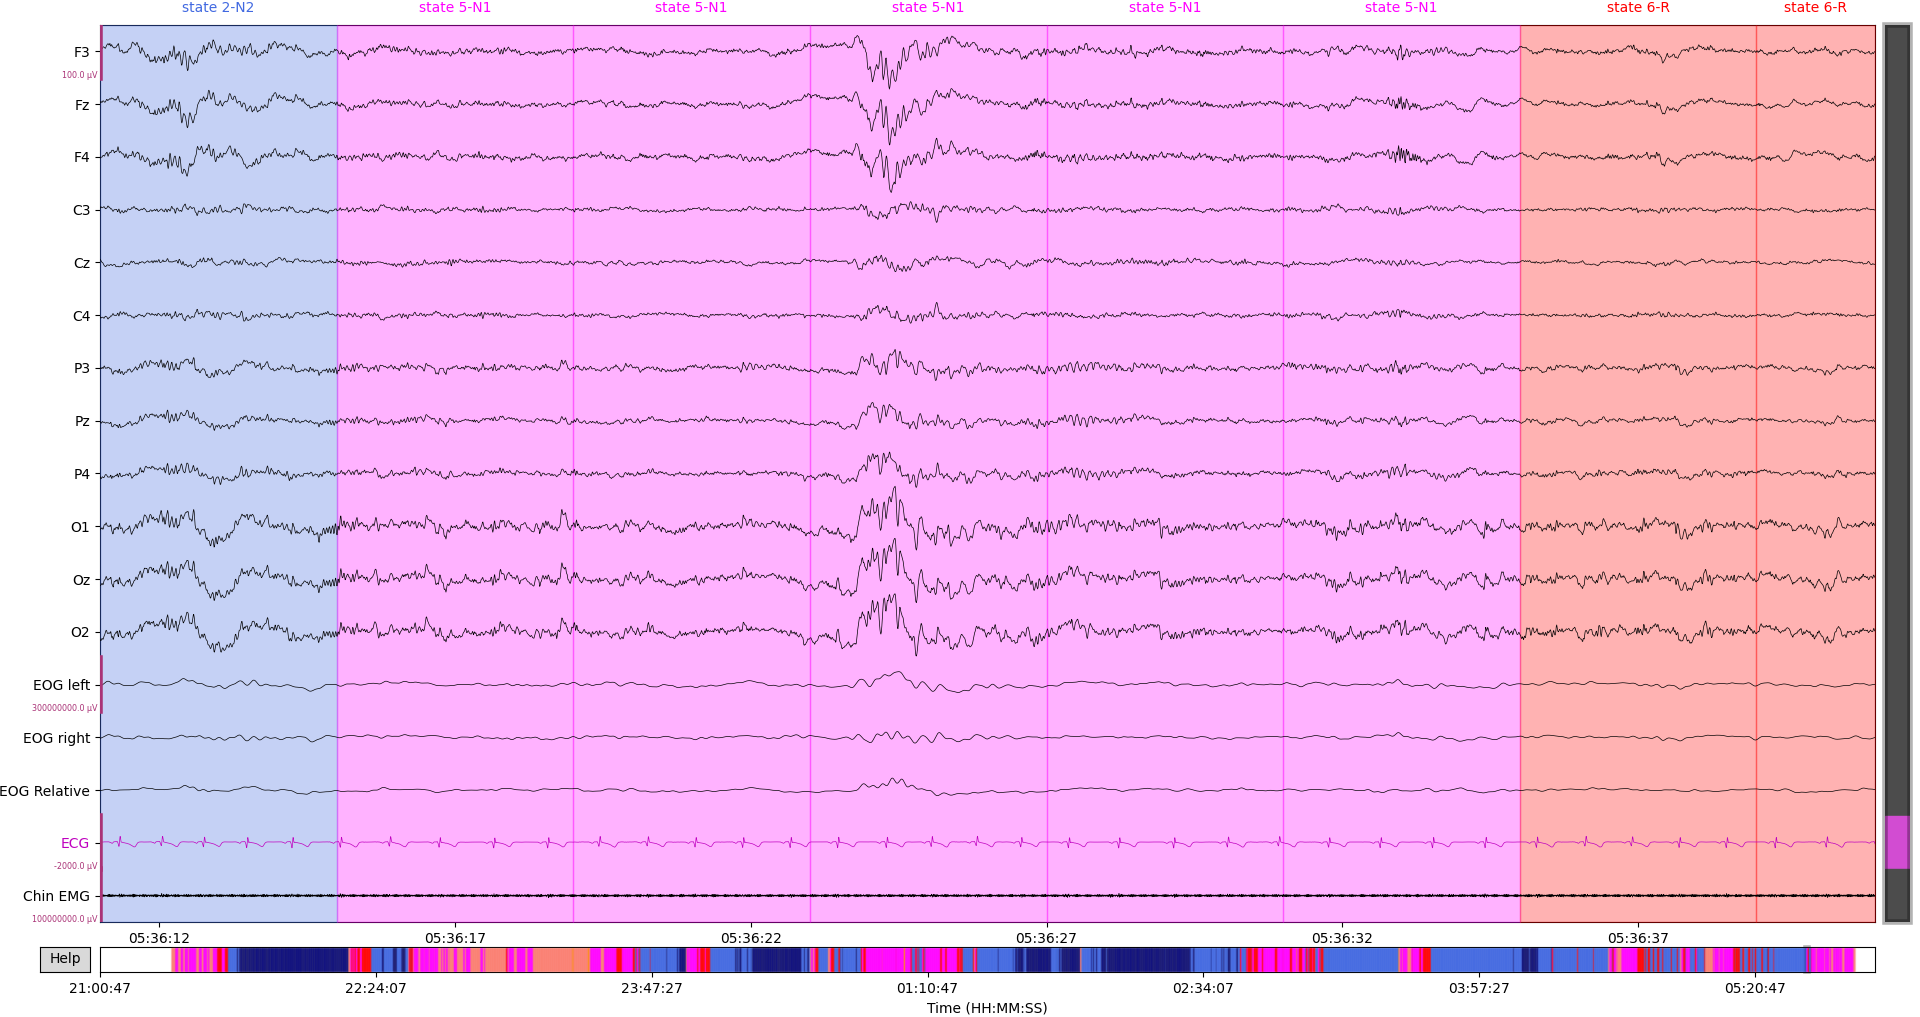 state 2-N2 state 5-N1 state 5-N1 state 5-N1 state 5-N1 state 5-N1 state 6-R state 6-R
F3
100.0 µV
Fz
F4
C3
Cz
C4
P3
Pz
P4
O1
Oz
O2
EOG left
300000000.0 µV
EOG right
EOG Relative
ECG
-2000.0 µV
Chin EMG
100000000.0 µV
05:36:12 05:36:17 05:36:22 05:36:27 05:36:32 05:36:37
Help
21:00:47 22:24:07 23:47:27 01:10:47 02:34:07 03:57:27 05:20:47
Time (HH:MM:SS)